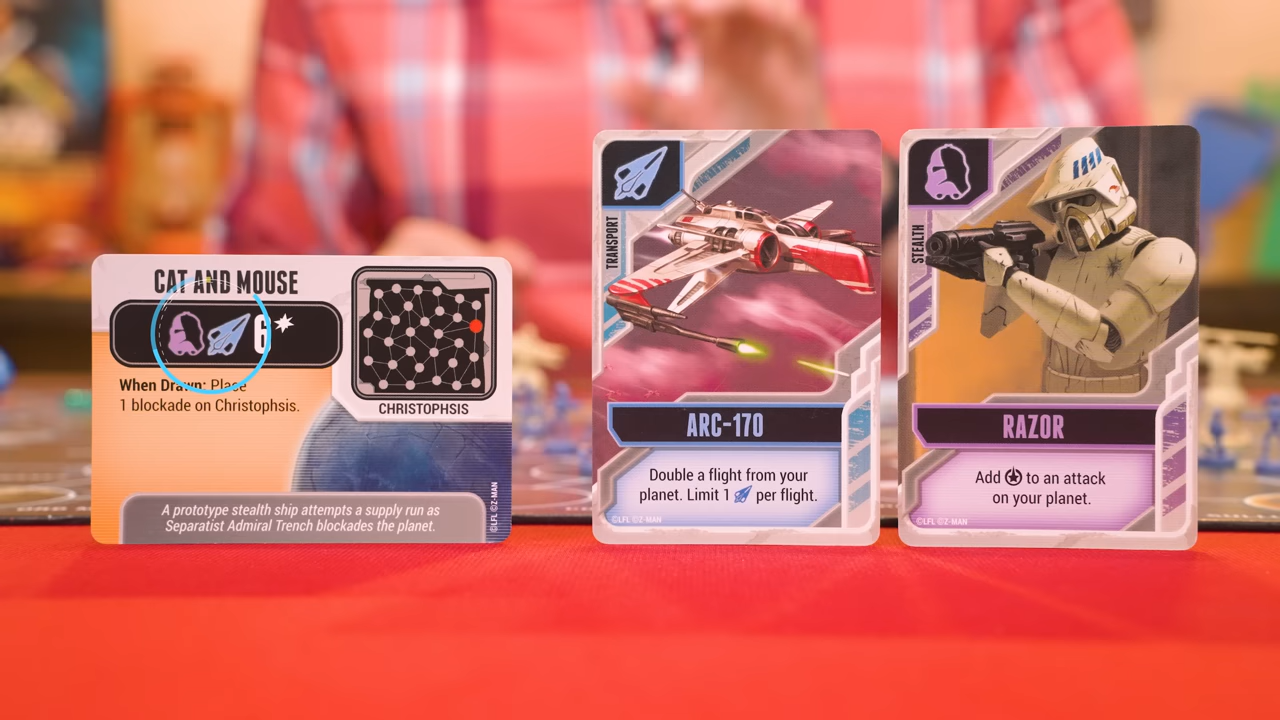 CAT AND MOUSE
6
When Drawn: Place
1 blockade on Christophsis.
CHRISTOPHSIS
A prototype stealth ship attempts a supply run as
Separatist Admiral Trench blockades the planet.
©LFL ©Z-MAN
TRANSPORT
ARC-170
Double a flight from your
planet. Limit 1 per flight.
©LFL ©Z-MAN
STEALTH
RAZOR
Add to an attack
on your planet.
©LFL ©Z-MAN